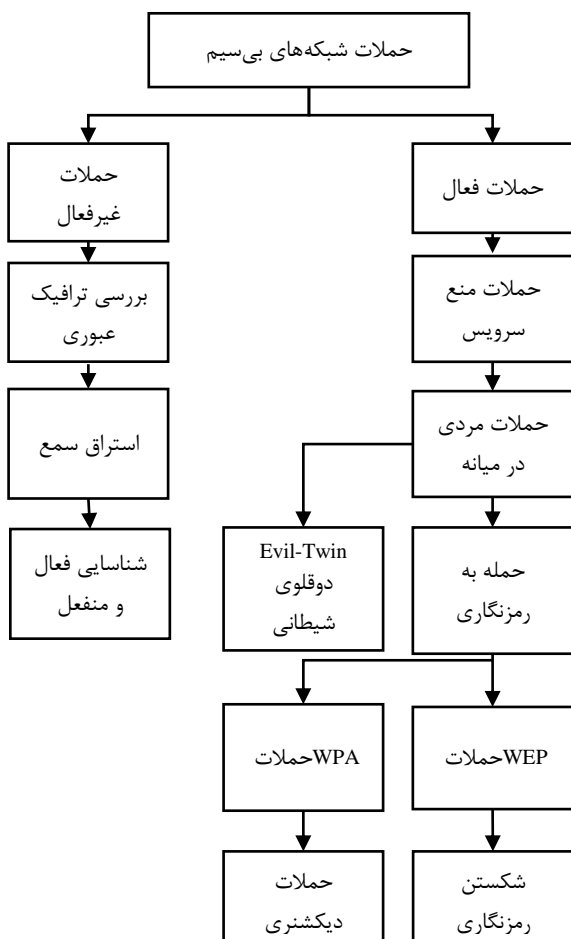 حملات شبکه‌های بی‌سیم
حملات فعال
حملات
غیرفعال
حملات منع
سرویس
بررسی ترافیک
عبوری
حملات مردی
در میانه
استراق سمع
حمله به
رمزنگاری
Evil-Twin
دوقلوی
شیطانی
شناسایی فعال
و منفعل
حملاتWEP
حملاتWPA
شکستن
رمزنگاری
حملات
دیکشنری